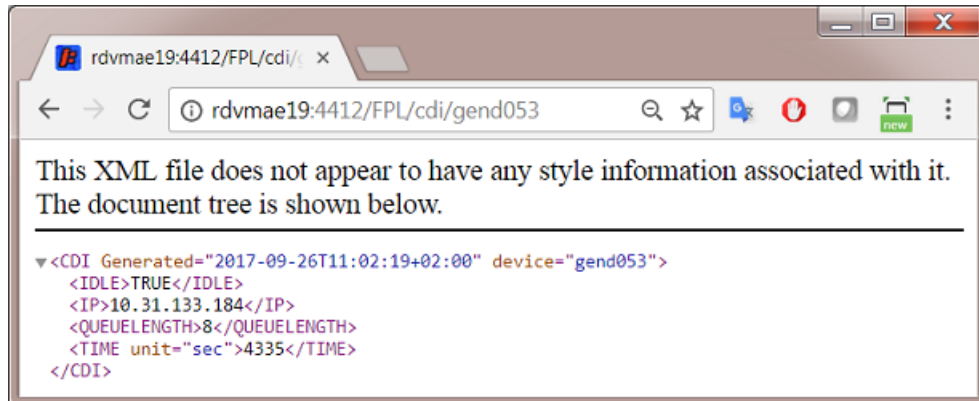 rdvmae19:4412/FPL/cdi/
rdvmae19:4412/FPL/cdi/gend053
new
This XML file does not appear to have any style information associated with it.
The document tree is shown below.
▼<CDI Generated="2017-09-26T11:02:19+02:00" device="gend053">
<IDLE>TRUE</IDLE>
<IP>10.31.133.184</IP>
<QUEUELENGTH>8</QUEUELENGTH>
<TIME unit="sec">4335</TIME>
</CDI>